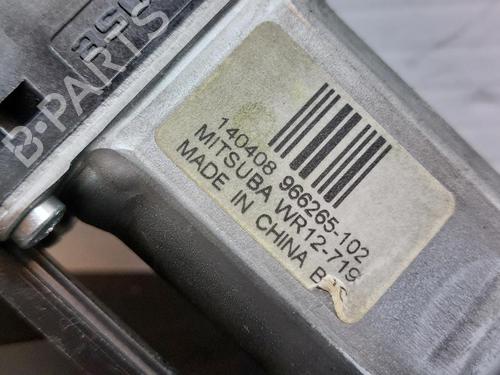 140408 966265-102
MITSUBA WR12-719
MADE IN CHINA
B-PARTS